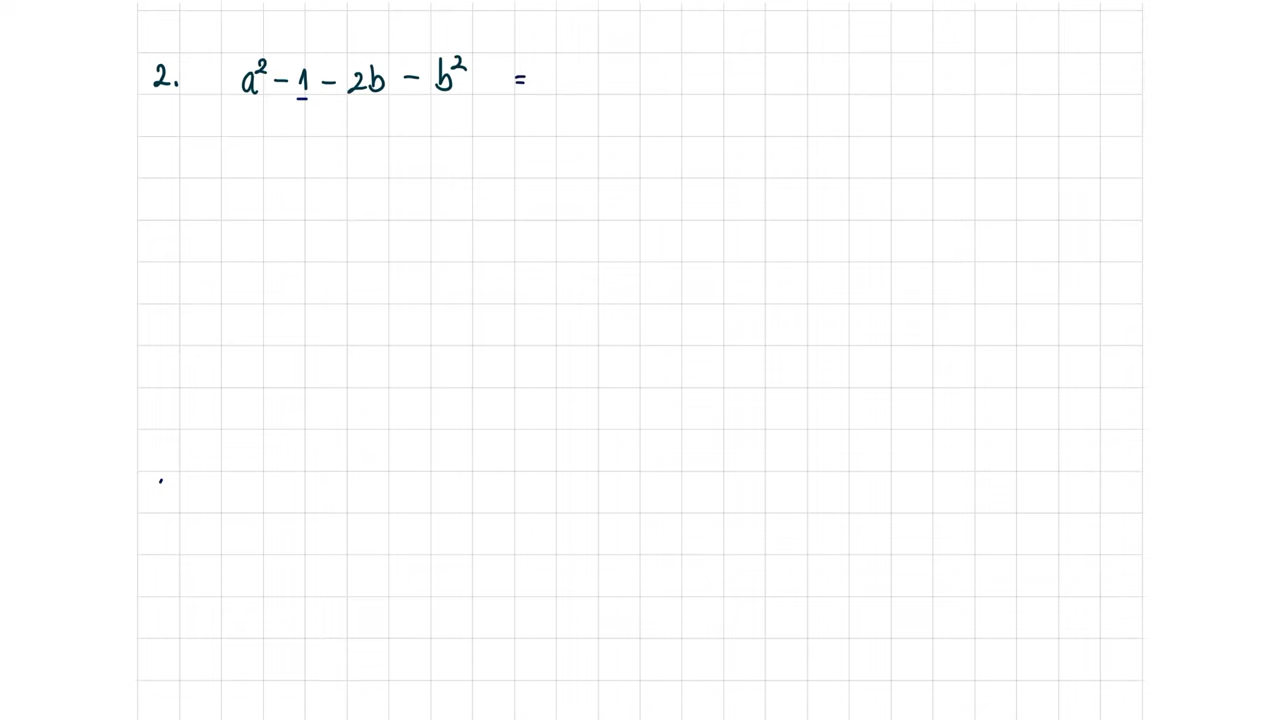 2. a² - 1 - 2b - b² =